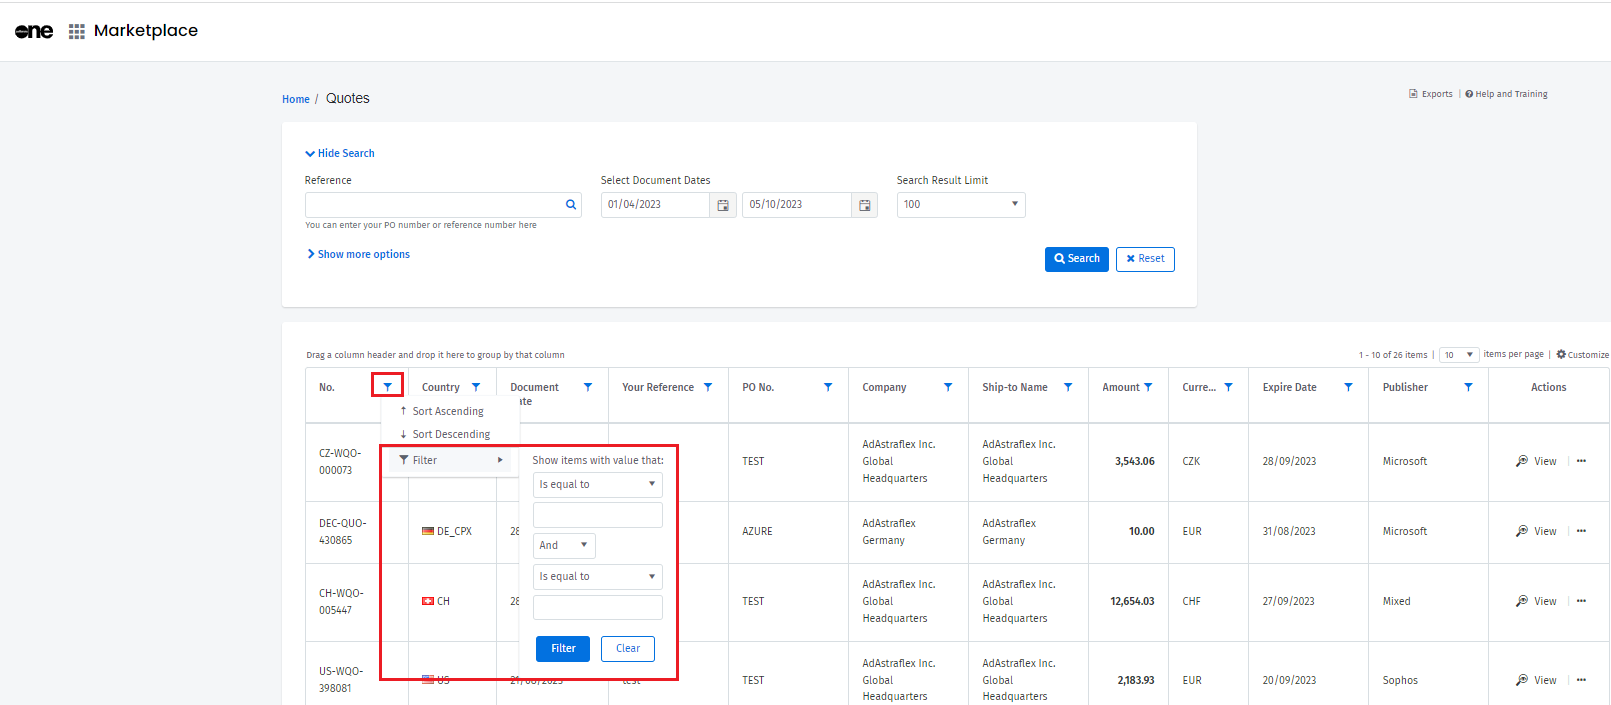 one Marketplace
Home / Quotes
Exports | Help and Training
Hide Search
Reference
Select Document Dates
Search Result Limit
01/04/2023
05/10/2023
100
You can enter your PO number or reference number here
Show more options
Search
Reset
Drag a column header and drop it here to group by that column
1 - 10 of 26 items | 10 items per page | Customize
No.
Country
Document
ate
Your Reference
PO No.
Company
Ship-to Name
Amount
Curre...
Expire Date
Publisher
Actions
Sort Ascending
Sort Descending
Filter
Show items with value that:
Is equal to
And
Is equal to
Filter
Clear
CZ-WQO-
000073
TEST
AdAstraflex Inc.
Global
Headquarters
AdAstraflex Inc.
Global
Headquarters
3,543.06
CZK
28/09/2023
Microsoft
View
DEC-QUO-
430865
DE_CPX
28
AZURE
AdAstraflex
Germany
AdAstraflex
Germany
10.00
EUR
31/08/2023
Microsoft
View
CH-WQO-
005447
CH
28
TEST
AdAstraflex Inc.
Global
Headquarters
AdAstraflex Inc.
Global
Headquarters
12,654.03
CHF
27/09/2023
Mixed
View
US-WQO-
398081
US
21/08/2023
test
TEST
AdAstraflex Inc.
Global
Headquarters
AdAstraflex Inc.
Global
Headquarters
2,183.93
EUR
20/09/2023
Sophos
View